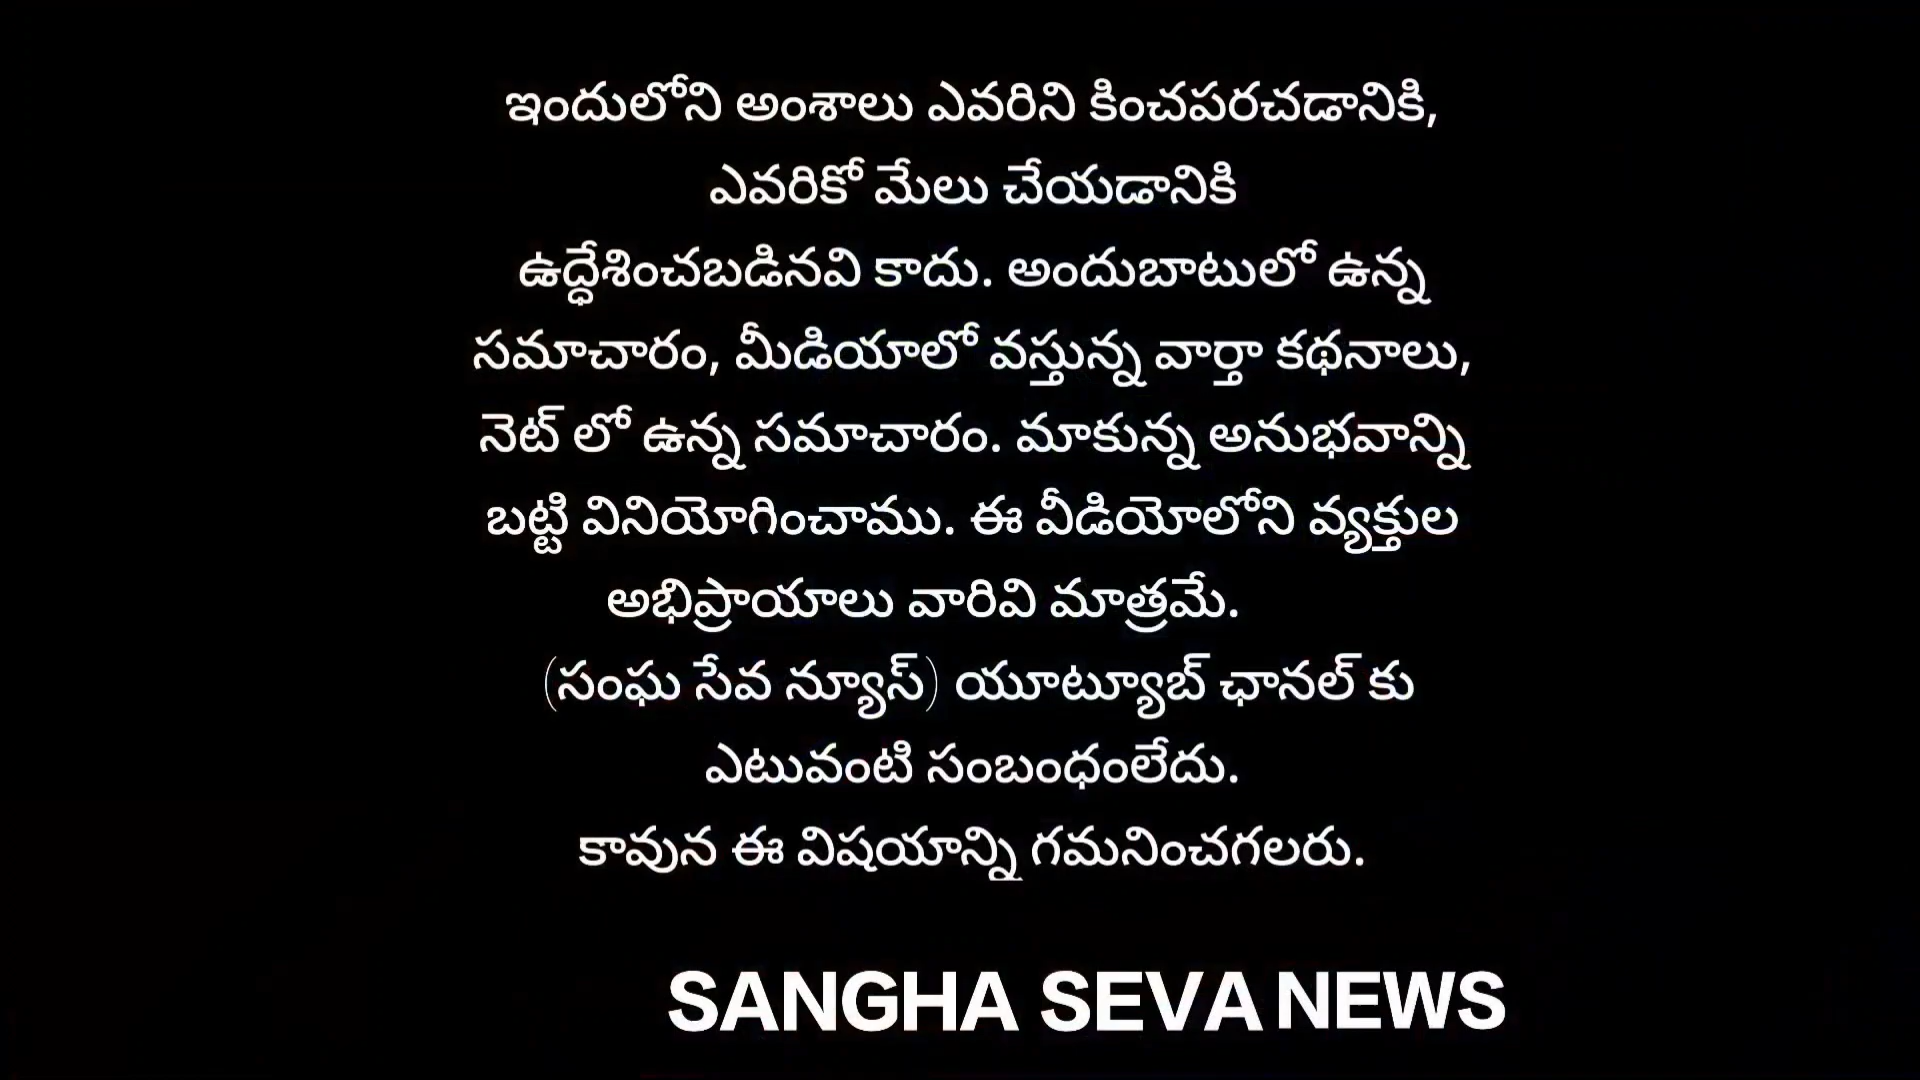 ఇందులోని అంశాలు ఎవరిని కించపరచడానికి,
ఎవరికో మేలు చేయడానికి
ఉద్ధేశించబడినవి కాదు. అందుబాటులో ఉన్న
సమాచారం, మీడియాలో వస్తున్న వార్తా కథనాలు,
నెట్ లో ఉన్న సమాచారం. మాకున్న అనుభవాన్ని
బట్టి వినియోగించాము. ఈ వీడియోలోని వ్యక్తుల
అభిప్రాయాలు వారివి మాత్రమే.
(సంఘ సేవ న్యూస్) యూట్యూబ్ ఛానల్ కు
ఎటువంటి సంబంధంలేదు.
కావున ఈ విషయాన్ని గమనించగలరు.
SANGHA SEVA NEWS